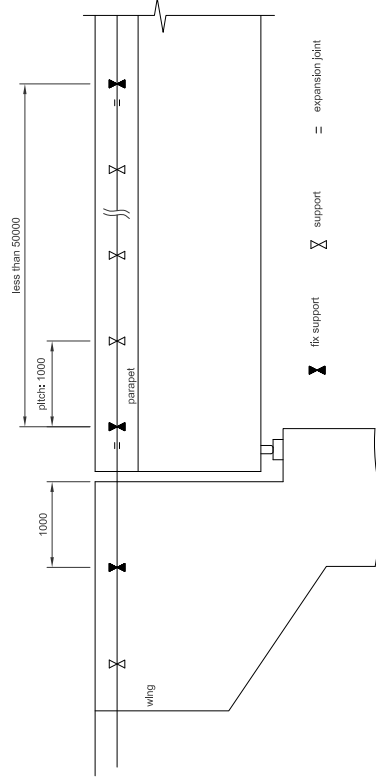 less than 50000
pitch: 1000
1000
parapet
wing
fix support
support
expansion joint